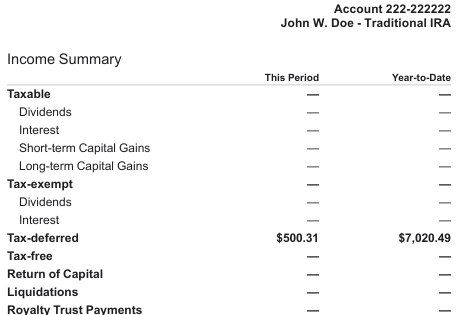 Account 222-222222
John W. Doe - Traditional IRA
Income Summary
This Period Year-to-Date
Taxable — —
Dividends — —
Interest — —
Short-term Capital Gains — —
Long-term Capital Gains — —
Tax-exempt — —
Dividends — —
Interest — —
Tax-deferred $500.31 $7,020.49
Tax-free — —
Return of Capital — —
Liquidations — —
Royalty Trust Payments — —